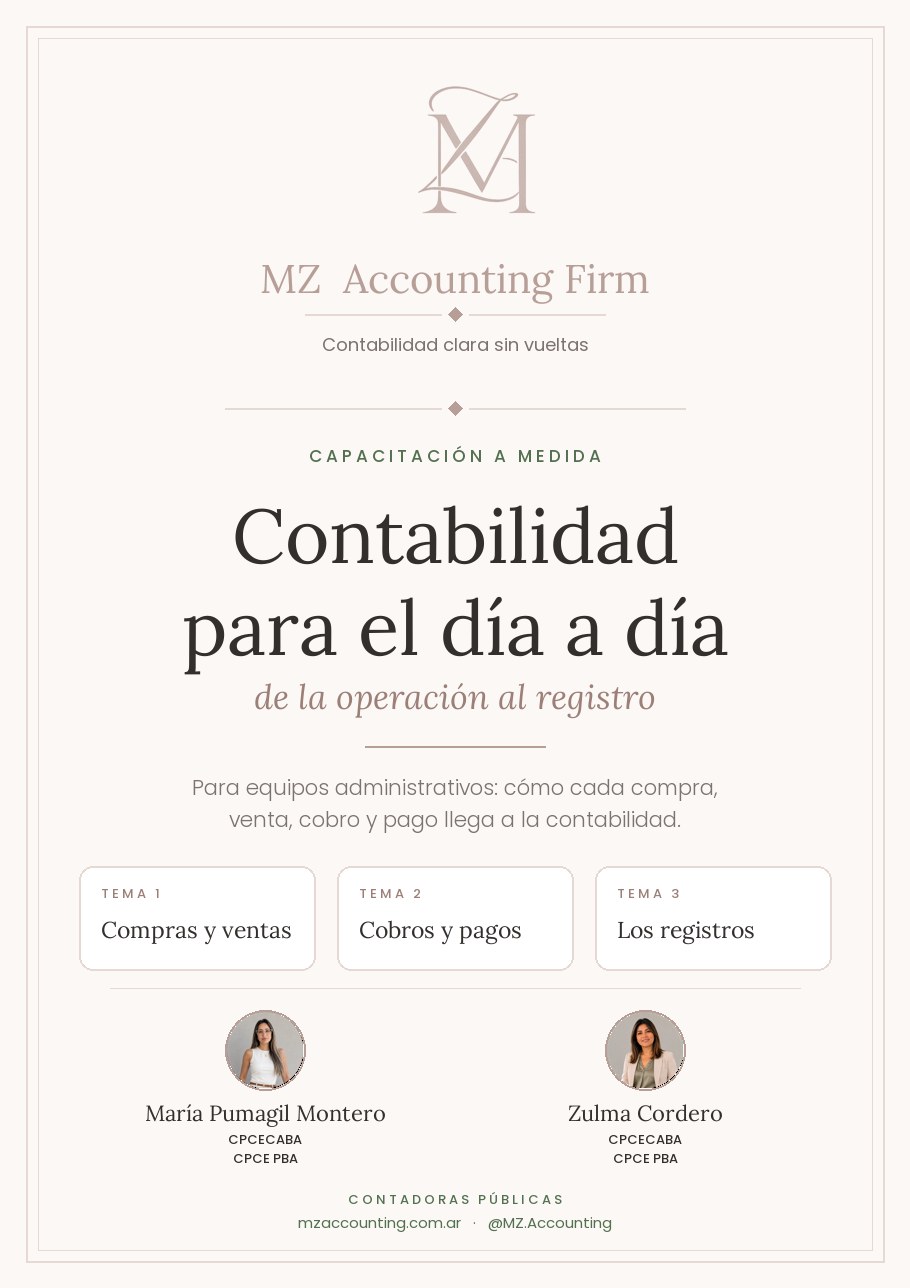 MZ
MZ Accounting Firm
Contabilidad clara sin vueltas
CAPACITACIÓN A MEDIDA
Contabilidad
para el día a día
de la operación al registro
Para equipos administrativos: cómo cada compra,
venta, cobro y pago llega a la contabilidad.
TEMA 1
Compras y ventas
TEMA 2
Cobros y pagos
TEMA 3
Los registros
María Pumagil Montero
CPCECABA
CPCE PBA
Zulma Cordero
CPCECABA
CPCE PBA
CONTADORAS PÚBLICAS
mzaccounting.com.ar · @MZ.Accounting